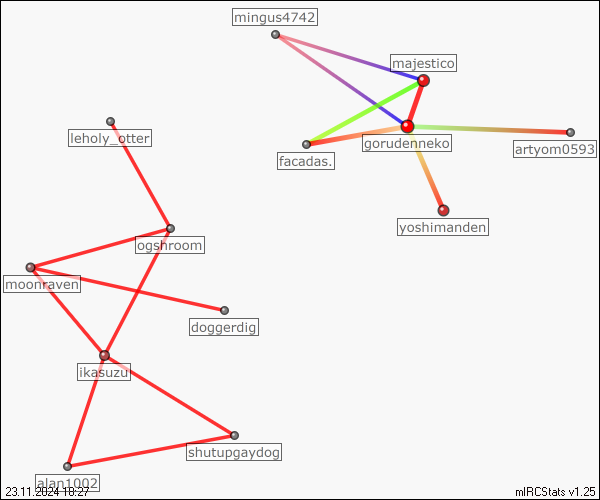 mingus4742
majestico
leholy_otter
gorudenneko
artyom0593
facadas.
yoshimanden
ogshroom
moonraven
doggerdig
ikasuzu
shutupgaydog
alan1002
23.11.2024 18:27
mIRCStats v1.25